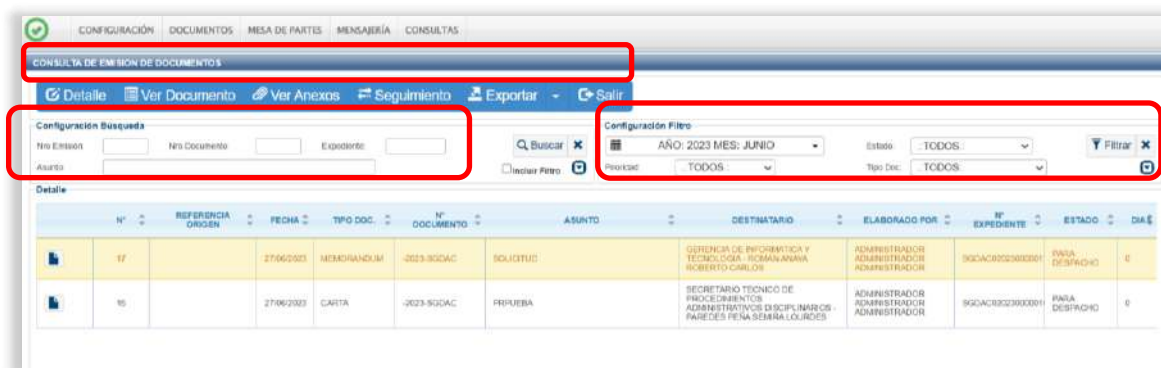 CONFIGURACIÓN DOCUMENTOS MESA DE PARTES MENSAJERÍA CONSULTAS
CONSULTA DE EMISION DE DOCUMENTOS
Detalle Ver Documento Ver Anexos Seguimiento Exportar Salir
Configuración Búsqueda Configuración Filtro
Nro Emisión Nro Documento Expediente Buscar AÑO: 2023 MES: JUNIO Estado .:TODOS:. Filtrar
Asunto Incluir Filtro Prioridad .:TODOS:. Tipo Doc. .:TODOS:.
Detalle
N° REFERENCIA ORIGEN FECHA TIPO DOC. N° DOCUMENTO ASUNTO DESTINATARIO ELABORADO POR N° EXPEDIENTE ESTADO DIAS
17 27/06/2023 MEMORANDUM -2023-SGDAC SOLICITUD
GERENCIA DE INFORMATICA Y
TECNOLOGIA - ROMAN ANAYA
ROBERTO CARLOS
ADMINISTRADOR
ADMINISTRADOR
ADMINISTRADOR
PARA
DESPACHO
0
27/06/2023 CARTA -2023-SGDAC PRPUEBA
SECRETARIO TECNICO DE
PROCEDIMIENTOS
ADMINISTRATIVOS DISCIPLINARIOS -
PAREDES PEÑA SEMIRA LOURDES
ADMINISTRADOR
ADMINISTRADOR
ADMINISTRADOR
PARA
DESPACHO
0